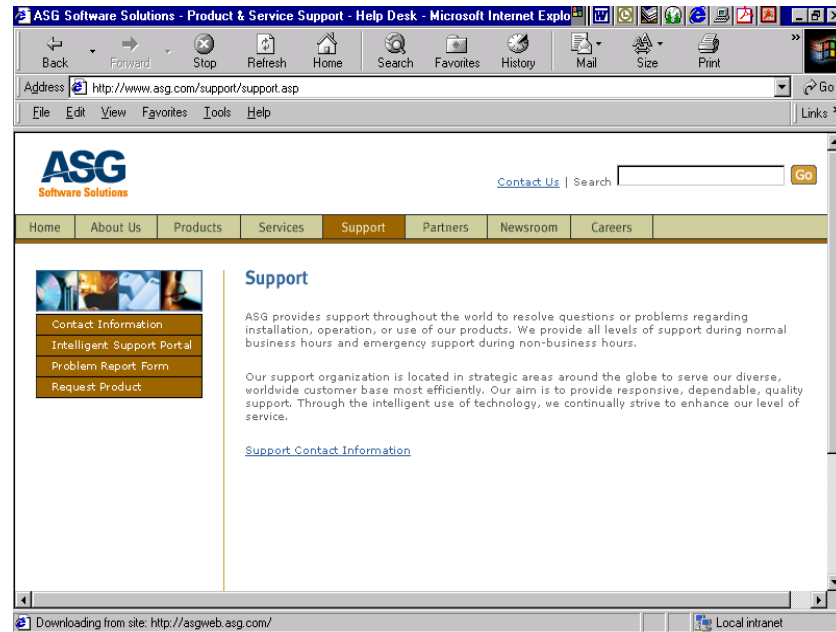 ASG Software Solutions - Product & Service Support - Help Desk - Microsoft Internet Explo
Back Forward Stop Refresh Home Search Favorites History Mail Size Print »
Address http://www.asg.com/support/support.asp Go
File Edit View Favorites Tools Help Links »
ASG
Software Solutions
Contact Us | Search Go
Home About Us Products Services Support Partners Newsroom Careers
Support
ASG provides support throughout the world to resolve questions or problems regarding
installation, operation, or use of our products. We provide all levels of support during normal
business hours and emergency support during non-business hours.
Contact Information
Intelligent Support Portal
Problem Report Form
Request Product
Our support organization is located in strategic areas around the globe to serve our diverse,
worldwide customer base most efficiently. Our aim is to provide responsive, dependable, quality
support. Through the intelligent use of technology, we continually strive to enhance our level of
service.
Support Contact Information
Downloading from site: http://asgweb.asg.com/ Local intranet